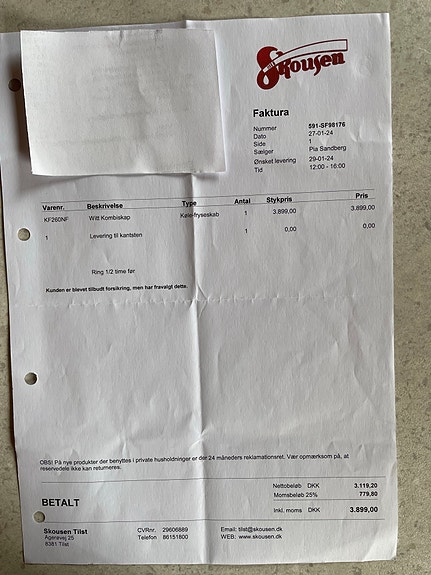 Skousen
Faktura
Nummer 591-SF98176
Dato 27-01-24
Side 1
Sælger Pia Sandberg
Ønsket levering 29-01-24
Tid 12:00 - 16:00
Varenr. Beskrivelse Type Antal Stykpris Pris
KF260NF Witt Kombiskap Køle-fryseskab 1 3.899,00 3.899,00
1 Levering til kantsten 1 0,00 0,00
Ring 1/2 time før
Kunden er blevet tilbudt forsikring, men har fravalgt dette.
OBS! På nye produkter der benyttes i private husholdninger er der 24 måneders reklamationsret. Vær opmærksom på, at
reservedele ikke kan returneres.
Nettobeløb DKK 3.119,20
Momsbeløb 25% 779,80
BETALT
Inkl. moms DKK 3.899,00
Skousen Tilst CVRnr. 29606889 Email: tilst@skousen.dk
Agerøvej 25 Telefon 86151800 WEB: www.skousen.dk
8381 Tilst